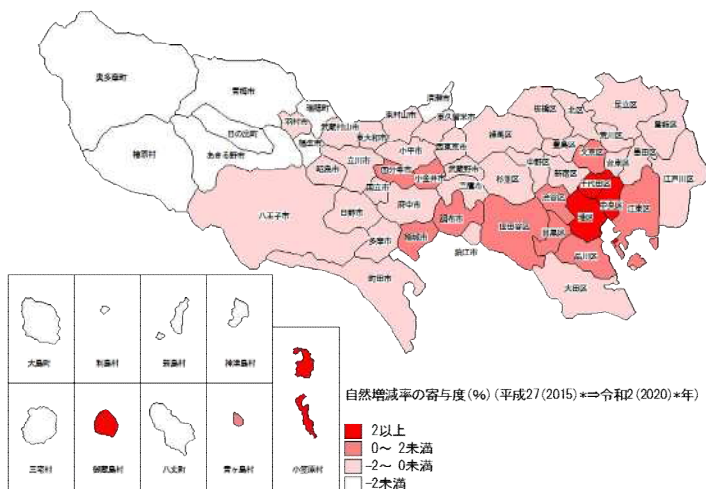 奥多摩町
青梅市
瑞穂町
清瀬市
東村山市
東久留米市
板橋区
北区
足立区
羽村市
武蔵村山市
東大和市
練馬区
荒川区
葛飾区
日の出町
福生市
小平市
西東京市
豊島区
文京区
墨田区
檜原村
あきる野市
昭島市
立川市
国分寺市
小金井市
武蔵野市
中野区
新宿区
台東区
国立市
三鷹市
杉並区
千代田区
江戸川区
八王子市
日野市
府中市
調布市
渋谷区
中央区
江東区
港区
世田谷区
目黒区
多摩市
稲城市
狛江市
品川区
町田市
大田区
大島町
利島村
新島村
神津島村
三宅村
御蔵島村
八丈町
青ヶ島村
小笠原村
自然増減率の寄与度(%) (平成27(2015)*⇒令和2(2020)*年)
2以上
0～ 2未満
-2～ 0未満
-2未満